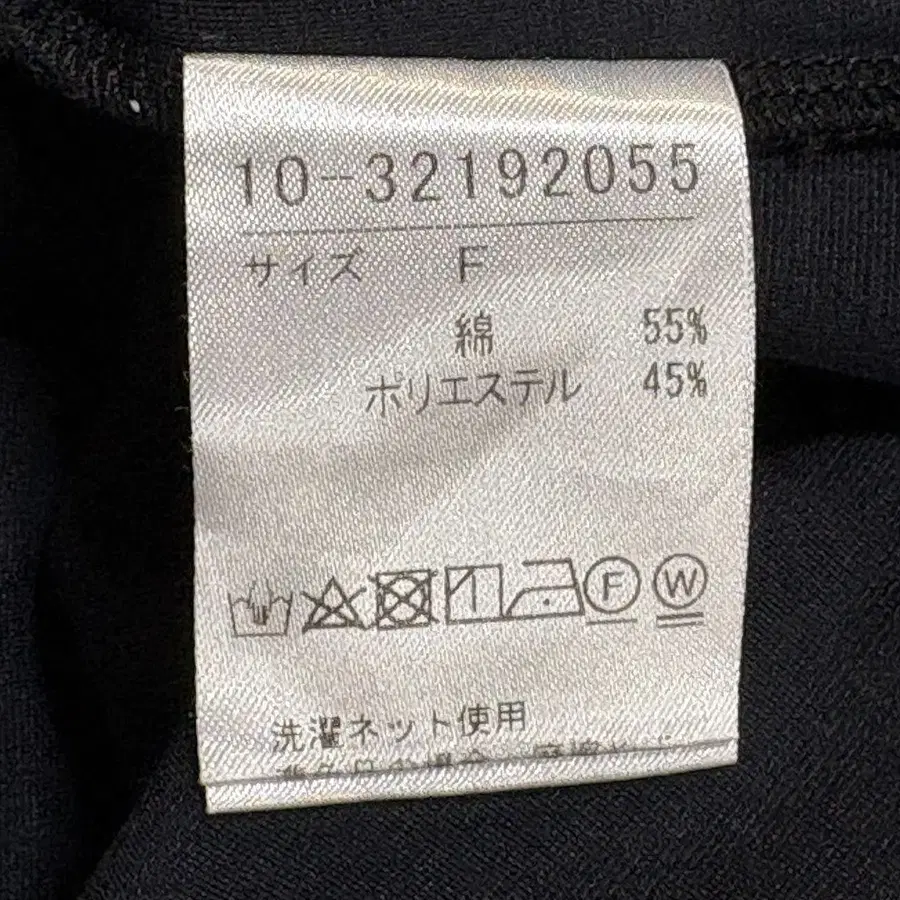 10-32192055
サイズ F
綿 55%
ポリエステル 45%
F W
洗濯ネット使用